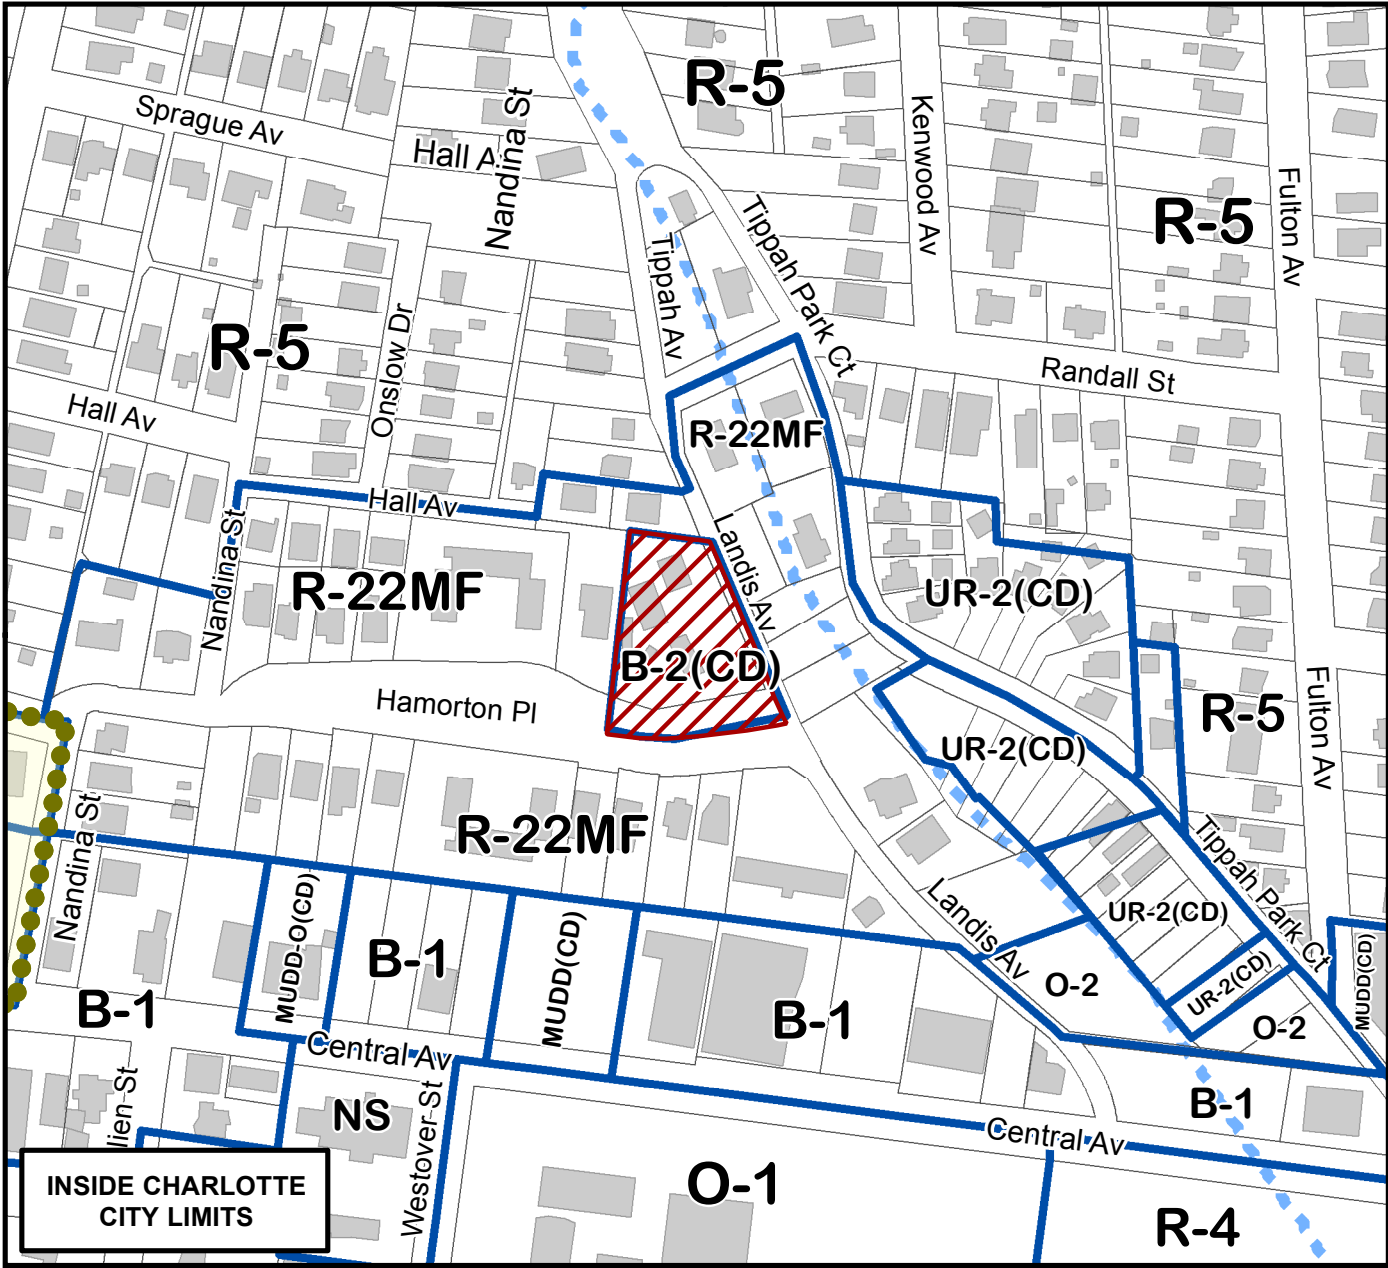 R-5
Sprague Av
Hall A
Nandina St
Kenwood Av
Fulton Av
R-5
Tippah Av
Tippah Park Ct
R-5
Onslow Dr
Randall St
Hall Av
R-22MF
Hall Av
Nandina St
Landis Av
R-22MF
UR-2(CD)
B-2(CD)
Hamorton Pl
R-5
Fulton Av
UR-2(CD)
R-22MF
Nandina St
Tippah Park Ct
MUDD-O(CD)
B-1
MUDD(CD)
Landis Av
UR-2(CD)
MUDD(CD)
UR-2(CD)
O-2
O-2
B-1
B-1
Central Av
lien St
NS
Westover St
B-1
Central Av
O-1
R-4
INSIDE CHARLOTTE
CITY LIMITS